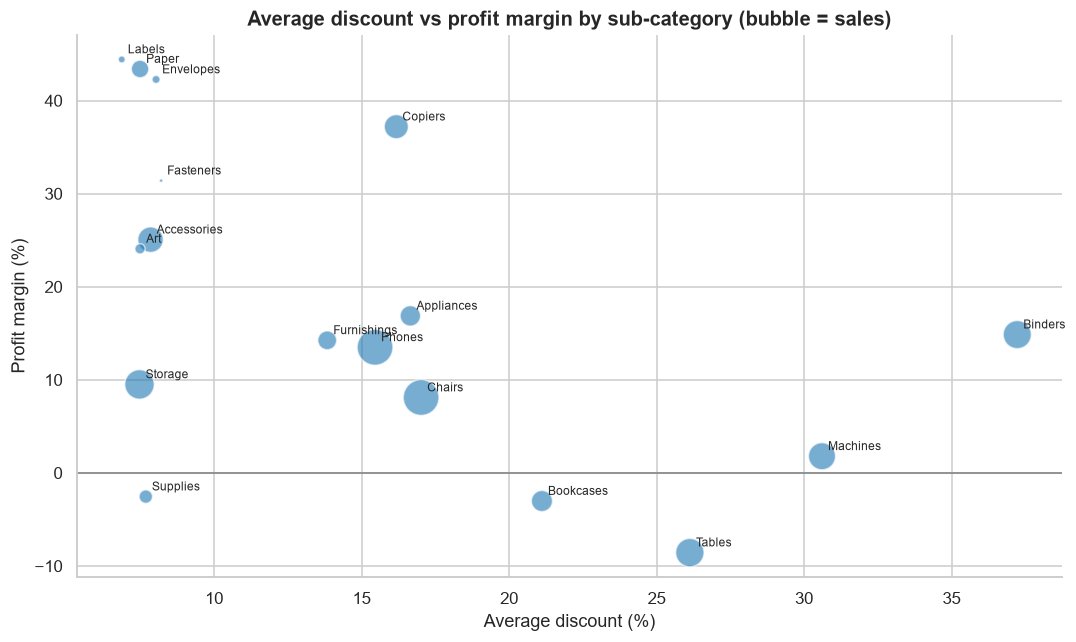 Average discount vs profit margin by sub-category (bubble = sales)
Labels
Paper
Envelopes
40
Copiers
Fasteners
30
Accessories
Art
20
Appliances
Furnishings
Phones
Binders
Storage
10
Chairs
Machines
0
Supplies
Bookcases
Tables
−10
10
15
20
25
30
35
Profit margin (%)
Average discount (%)